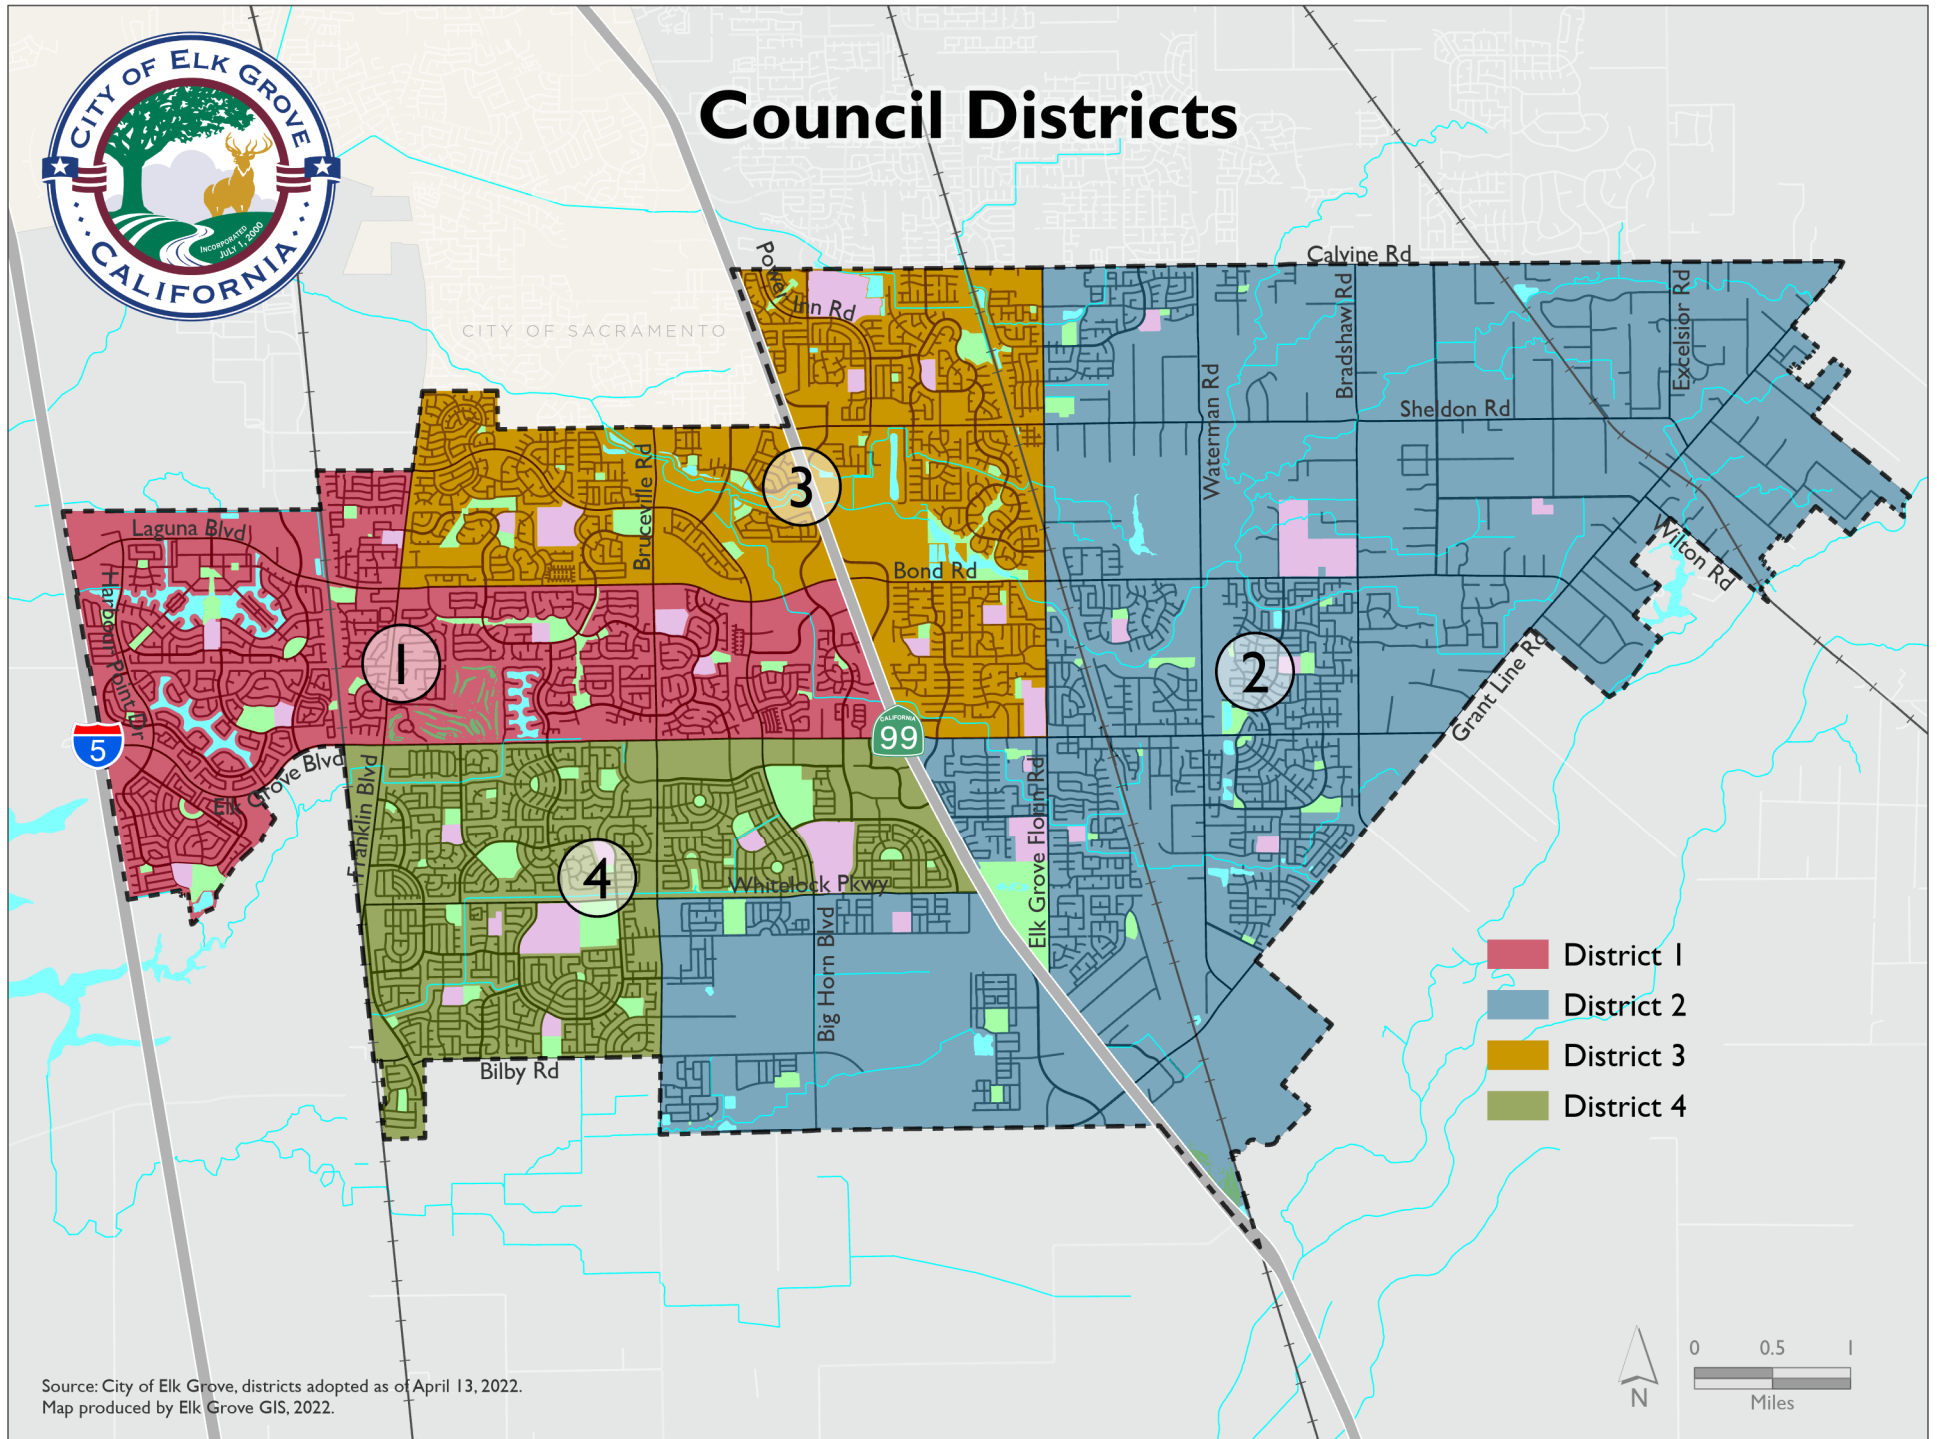 CITY OF ELK GROVE
INCORPORATED
JULY 1, 2000
CALIFORNIA
Council Districts
CITY OF SACRAMENTO
Power Inn Rd
Calvine Rd
Bradshaw Rd
Excelsior Rd
Waterman Rd
Sheldon Rd
Bruceville Rd
3
Laguna Blvd
Wilton Rd
Bond Rd
Harbour Point Dr
1
2
Grant Line Rd
5
CALIFORNIA
99
Elk Grove Blvd
Franklin Blvd
Elk Grove Florin Rd
4
Whitelock Pkwy
Big Horn Blvd
Bilby Rd
District 1
District 2
District 3
District 4
Source: City of Elk Grove, districts adopted as of April 13, 2022.
Map produced by Elk Grove GIS, 2022.
N
0 0.5 1
Miles